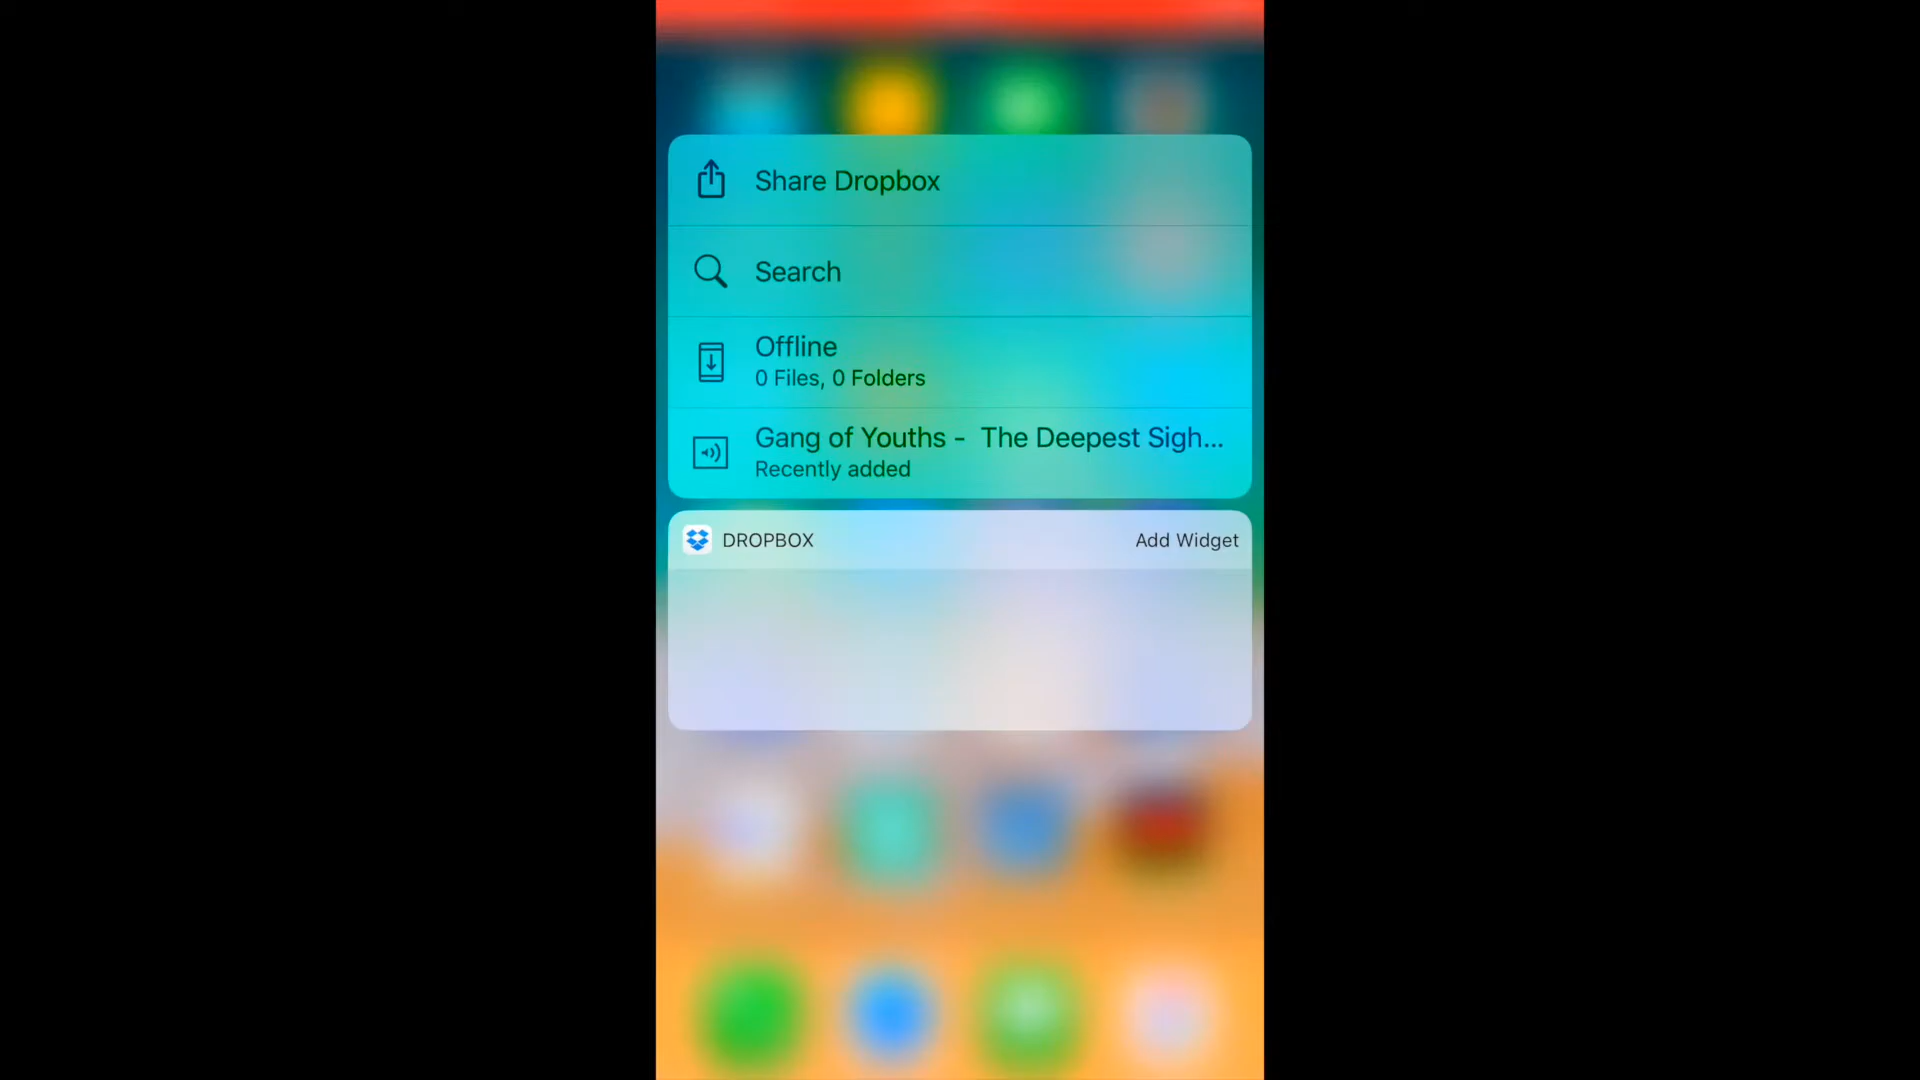 Share Dropbox
Search
Offline
0 Files, 0 Folders
Gang of Youths - The Deepest Sigh...
Recently added
DROPBOX
Add Widget